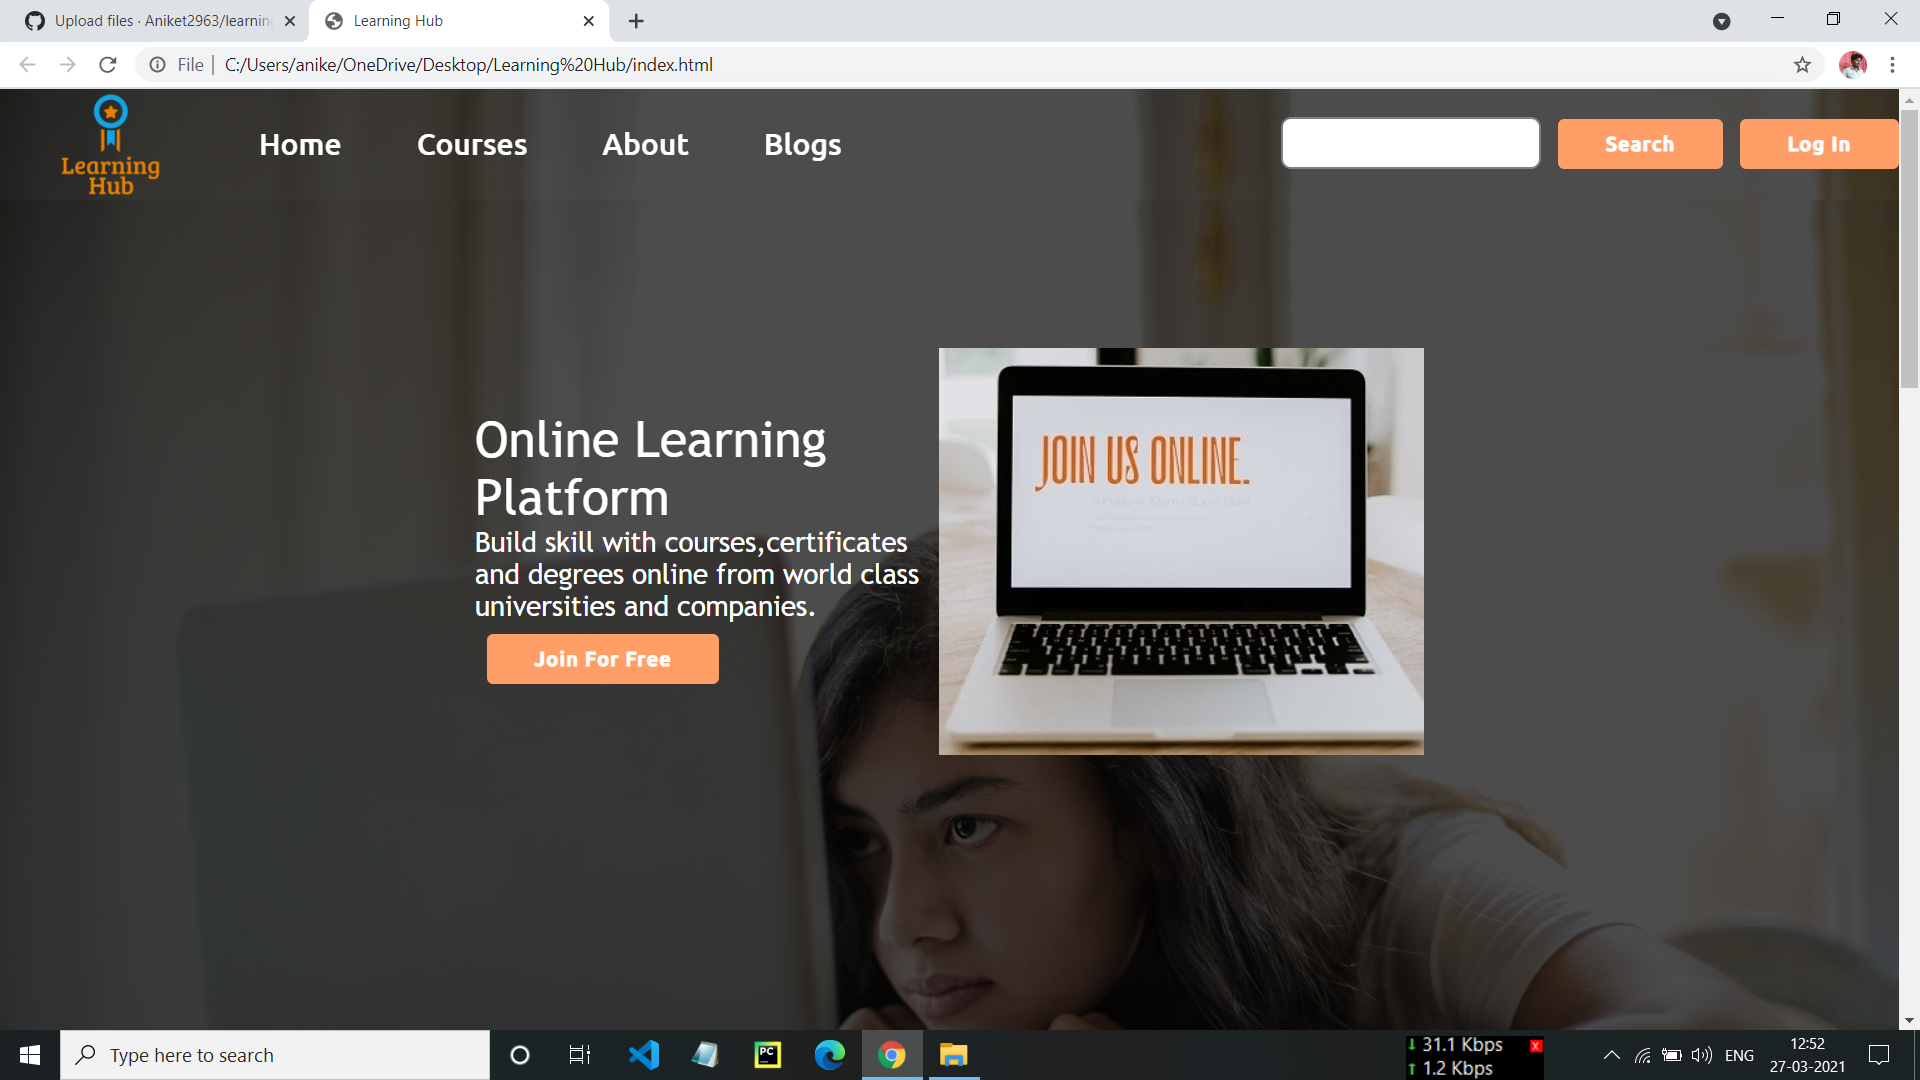 Upload files · Aniket2963/learning
Learning Hub
File
C:/Users/anike/OneDrive/Desktop/Learning%20Hub/index.html
Learning
Hub
Home
Courses
About
Blogs
Search
Log In
Online Learning
Platform
Build skill with courses,certificates
and degrees online from world class
universities and companies.
Join For Free
JOIN US ONLINE.
Type here to search
PC
31.1 Kbps
x
1.2 Kbps
ENG
12:52
27-03-2021